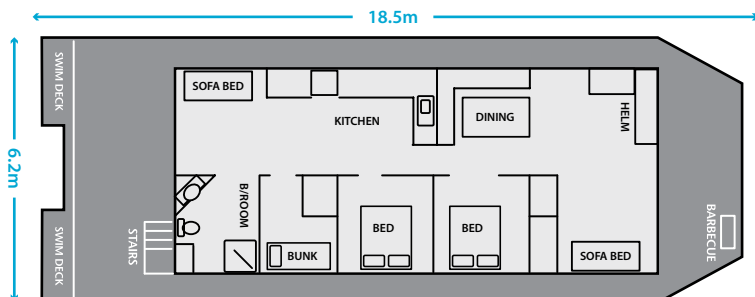 18.5m
6.2m
SWIM DECK
SOFA BED
KITCHEN
DINING
HELM
B/ROOM
STAIRS
BED
BED
BUNK
SOFA BED
BARBECUE
SWIM DECK